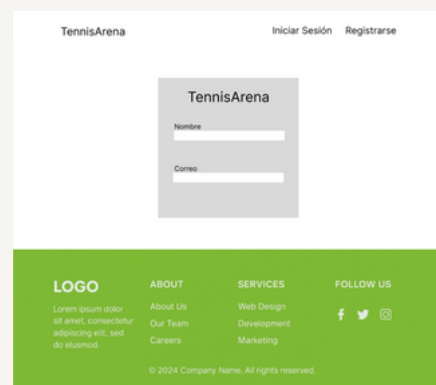 TennisArena
Iniciar Sesión Registrarse
TennisArena
Nombre
Correo
LOGO
Lorem ipsum dolor
sit amet, consectetur
adipiscing elit, sed
do eiusmod.
ABOUT
About Us
Our Team
Careers
SERVICES
Web Design
Development
Marketing
FOLLOW US
© 2024 Company Name. All rights reserved.